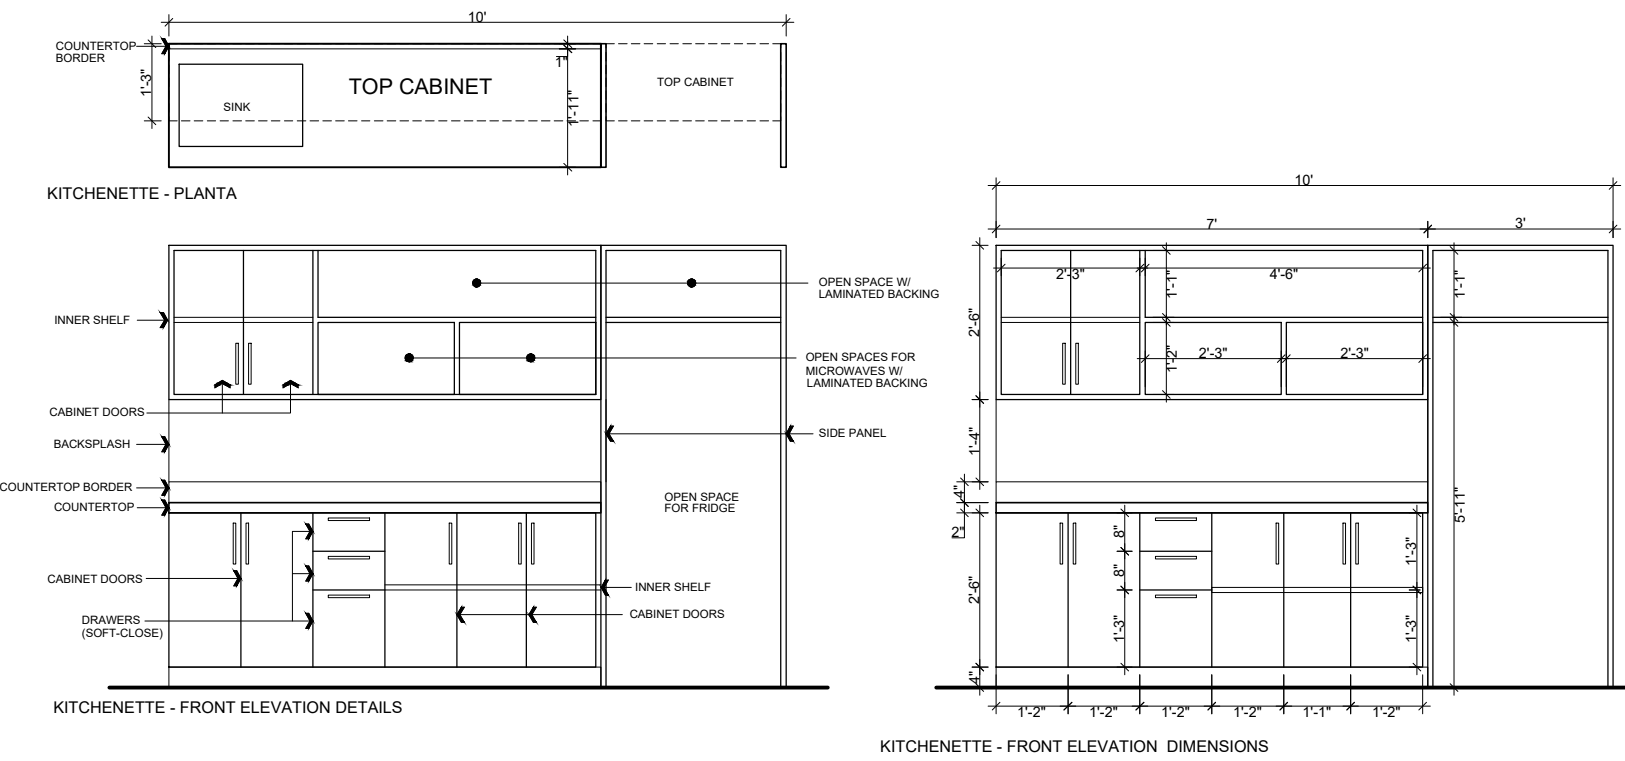 10'
COUNTERTOP
BORDER
1'-3"
SINK
TOP CABINET
1"
1'-11"
TOP CABINET
KITCHENETTE - PLANTA
INNER SHELF
CABINET DOORS
BACKSPLASH
COUNTERTOP BORDER
COUNTERTOP
CABINET DOORS
DRAWERS
(SOFT-CLOSE)
OPEN SPACE W/
LAMINATED BACKING
OPEN SPACES FOR
MICROWAVES W/
LAMINATED BACKING
SIDE PANEL
OPEN SPACE
FOR FRIDGE
INNER SHELF
CABINET DOORS
KITCHENETTE - FRONT ELEVATION DETAILS
10'
7'
3'
2'-3"
4'-6"
1'-1"
1'-1"
2'-6"
1'-2"
2'-3"
2'-3"
1'-4"
4"
2"
5'-11"
8"
8"
1'-3"
1'-3"
1'-3"
2'-6"
4"
1'-2"
1'-2"
1'-2"
1'-2"
1'-1"
1'-2"
KITCHENETTE - FRONT ELEVATION DIMENSIONS